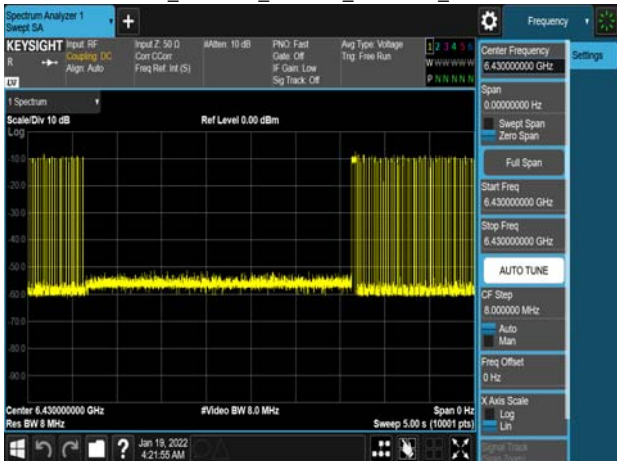 Spectrum Analyzer 1
Swept SA
+
Frequency
KEYSIGHT
R
LV
Input: RF
Coupling: DC
Align: Auto
Input Z: 50 Ω
Corr CCorr
Freq Ref: Int (S)
#Atten: 10 dB
PNO: Fast
Gate: Off
IF Gain: Low
Sig Track: Off
Avg Type: Voltage
Trig: Free Run
1 2 3 4 5 6
W W W W W W
P N N N N N
1 Spectrum
Scale/Div 10 dB
Ref Level 0.00 dBm
Log
-10.0
-20.0
-30.0
-40.0
-50.0
-60.0
-70.0
-80.0
-90.0
Center 6.430000000 GHz
Res BW 8 MHz
#Video BW 8.0 MHz
Span 0 Hz
Sweep 5.00 s (10001 pts)
Jan 19, 2022
4:21:55 AM
?
Center Frequency
6.430000000 GHz
Settings
Span
0.00000000 Hz
Swept Span
Zero Span
Full Span
Start Freq
6.430000000 GHz
Stop Freq
6.430000000 GHz
AUTO TUNE
CF Step
8.000000 MHz
Auto
Man
Freq Offset
0 Hz
X Axis Scale
Log
Lin
Signal Track